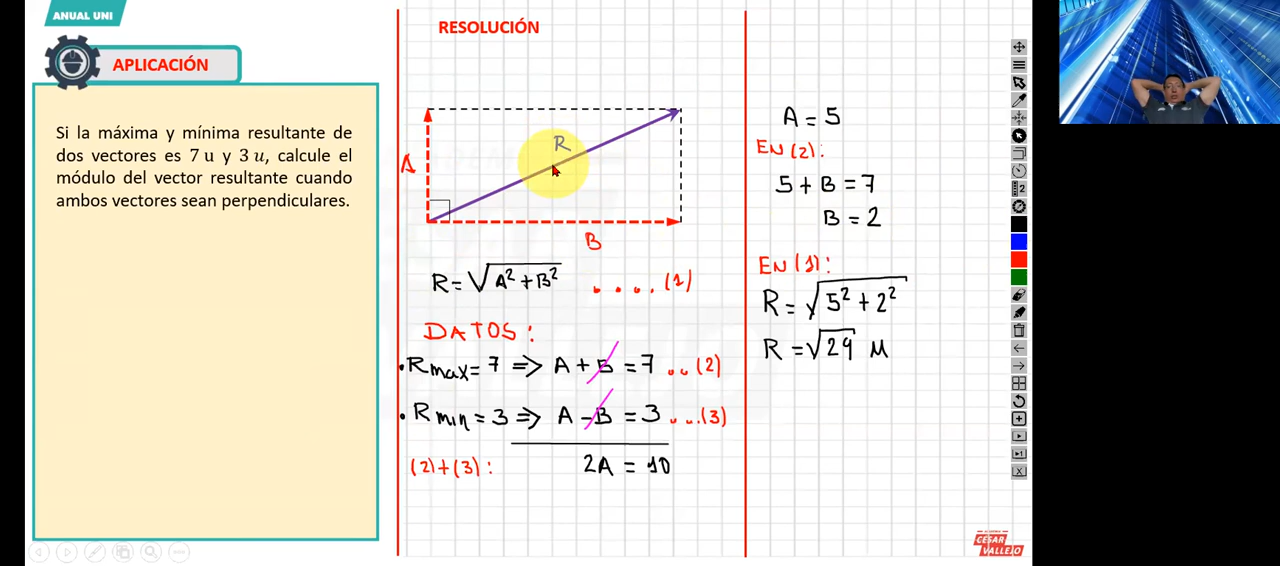 ANUAL UNI
APLICACIÓN
Si la máxima y mínima resultante de
dos vectores es 7 u y 3 u, calcule el
módulo del vector resultante cuando
ambos vectores sean perpendiculares.
RESOLUCIÓN
A
R
B
R = √A² + B² .... (1)
DATOS:
• Rmax = 7 ⇒ A + B = 7 .. (2)
• Rmin = 3 ⇒ A - B = 3 ... (3)
(2)+(3): 2A = 10
A = 5
EN (2):
5 + B = 7
B = 2
EN (1):
R = √5² + 2²
R = √29 μ
CÉSAR
VALLEJO